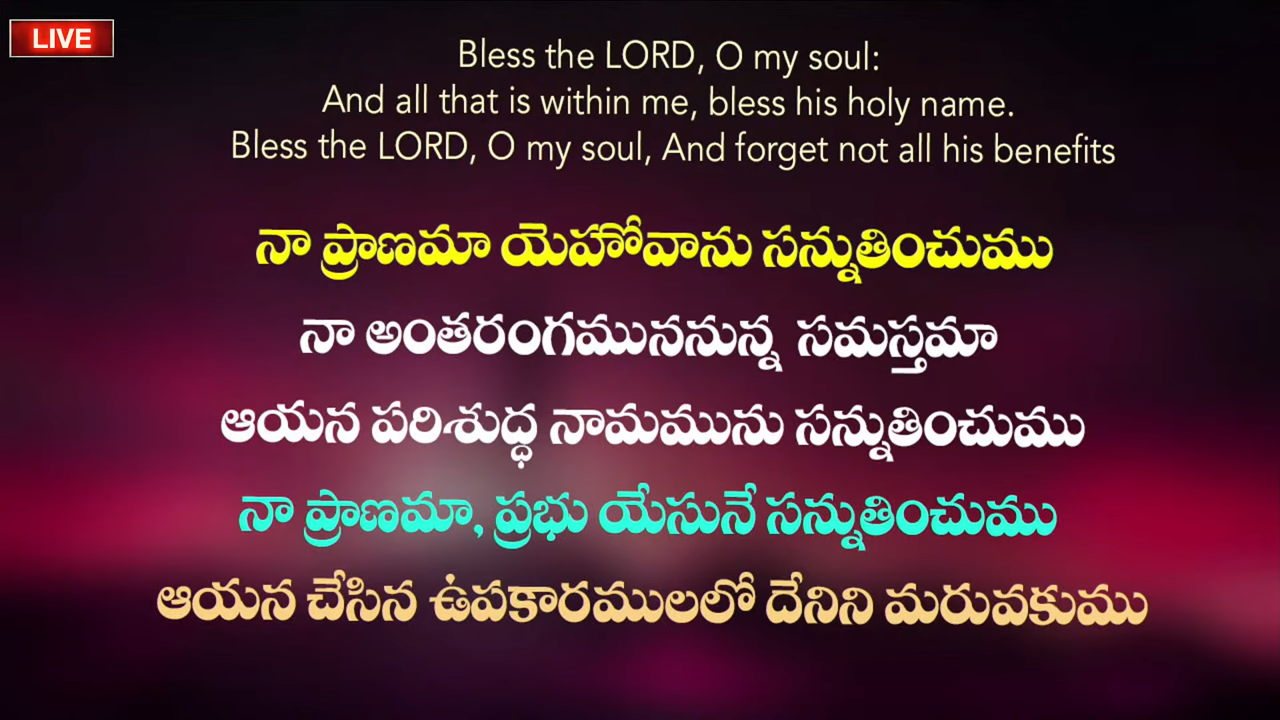 LIVE
Bless the LORD, O my soul:
And all that is within me, bless his holy name.
Bless the LORD, O my soul, And forget not all his benefits
నా ప్రాణమా యెహోవాను సన్నుతించుము
నా అంతరంగముననున్న సమస్తమా
ఆయన పరిశుద్ధ నామమును సన్నుతించుము
నా ప్రాణమా, ప్రభు యేసునే సన్నుతించుము
ఆయన చేసిన ఉపకారములలో దేనిని మరువకుము